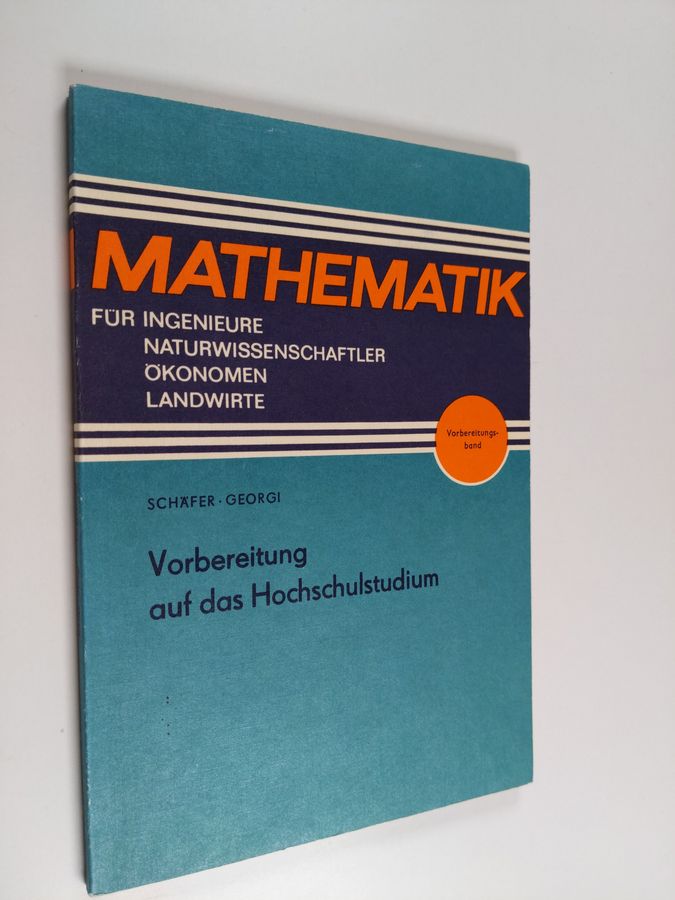 MATHEMATIK
FÜR INGENIEURE
NATURWISSENSCHAFTLER
ÖKONOMEN
LANDWIRTE
Vorbereitungs-
band
SCHÄFER · GEORGI
Vorbereitung
auf das Hochschulstudium